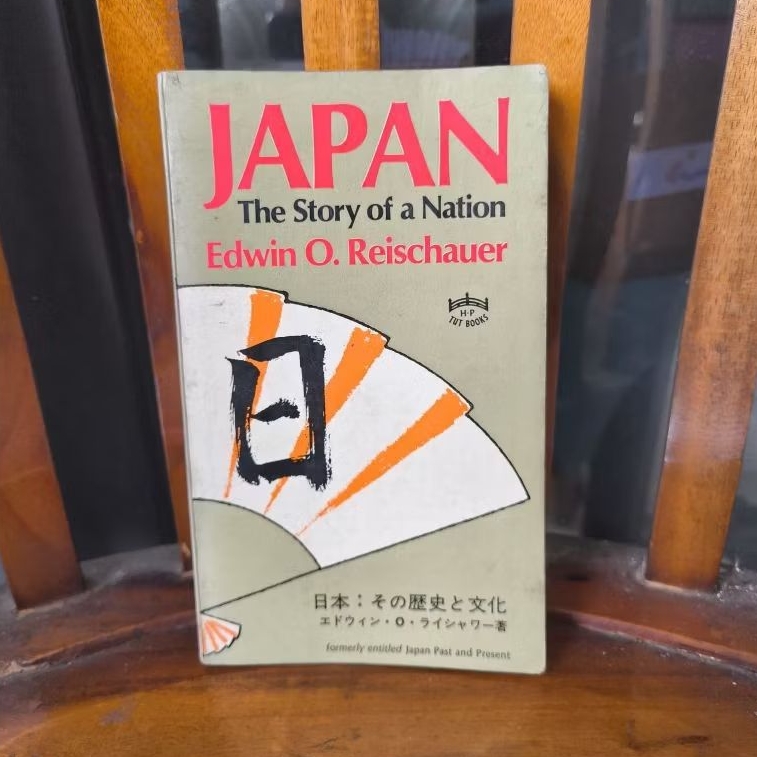 JAPAN
The Story of a Nation
Edwin O. Reischauer
H·P
TUT BOOKS
日
日本：その歴史と文化
エドウィン・O・ライシャワー著
formerly entitled Japan Past and Present